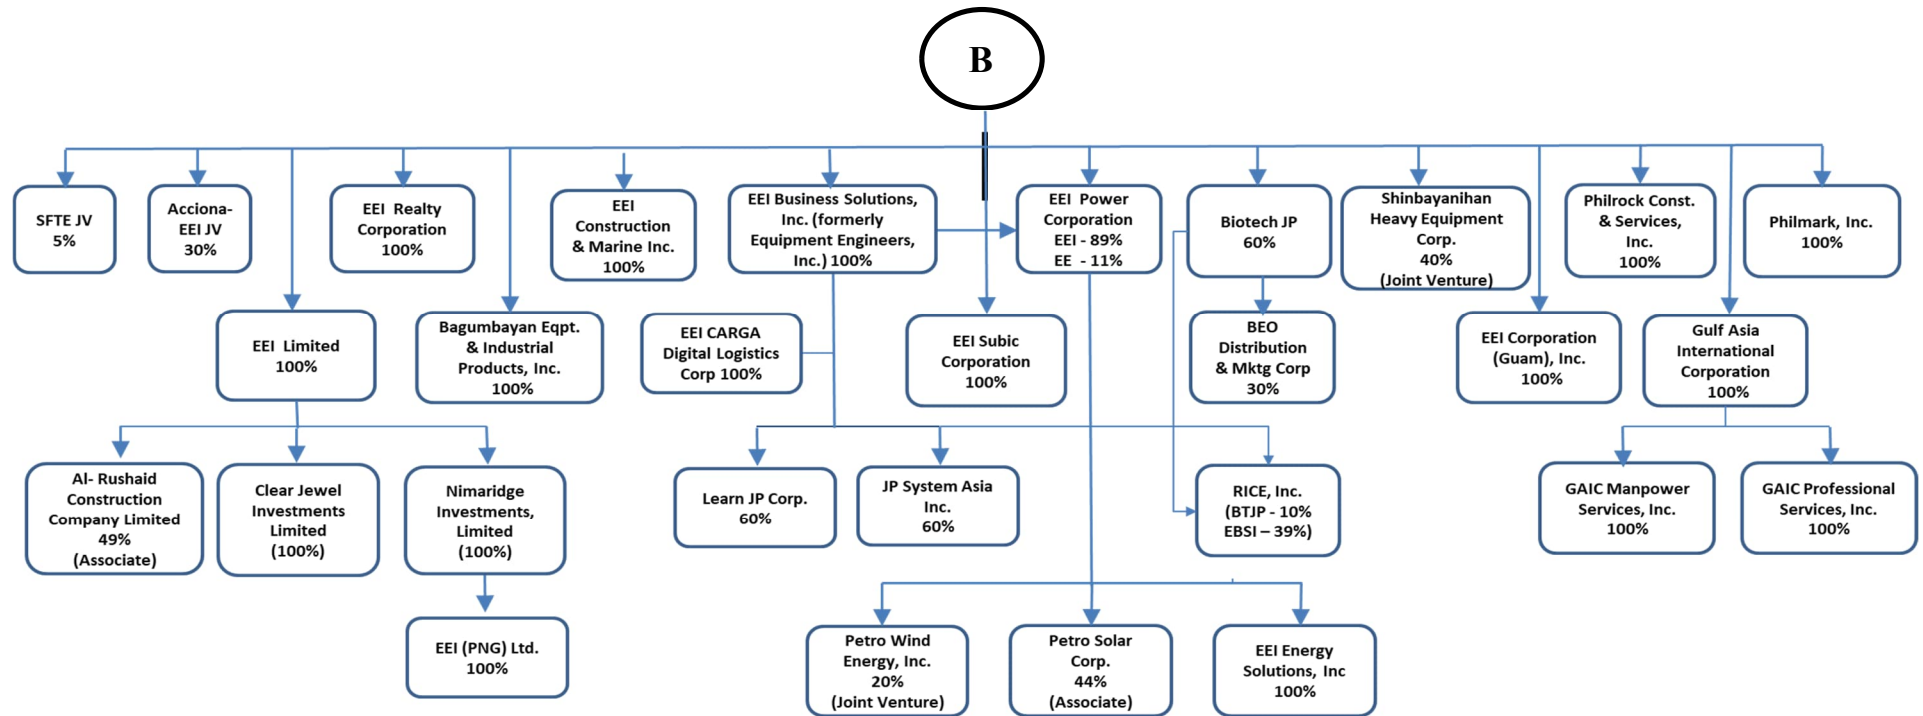 B
SFTE JV
5%
Acciona-
EEI JV
30%
EEI Realty
Corporation
100%
EEI
Construction
& Marine Inc.
100%
EEI Business Solutions,
Inc. (formerly
Equipment Engineers,
Inc.) 100%
EEI Power
Corporation
EEI - 89%
EE - 11%
Biotech JP
60%
Shinbayanihan
Heavy Equipment
Corp.
40%
(Joint Venture)
Philrock Const.
& Services,
Inc.
100%
Philmark, Inc.
100%
EEI Limited
100%
Bagumbayan Eqpt.
& Industrial
Products, Inc.
100%
EEI CARGA
Digital Logistics
Corp 100%
EEI Subic
Corporation
100%
BEO
Distribution
& Mktg Corp
30%
EEI Corporation
(Guam), Inc.
100%
Gulf Asia
International
Corporation
100%
Al- Rushaid
Construction
Company Limited
49%
(Associate)
Clear Jewel
Investments
Limited
(100%)
Nimaridge
Investments,
Limited
(100%)
Learn JP Corp.
60%
JP System Asia
Inc.
60%
RICE, Inc.
(BTJP - 10%
EBSI – 39%)
GAIC Manpower
Services, Inc.
100%
GAIC Professional
Services, Inc.
100%
EEI (PNG) Ltd.
100%
Petro Wind
Energy, Inc.
20%
(Joint Venture)
Petro Solar
Corp.
44%
(Associate)
EEI Energy
Solutions, Inc
100%